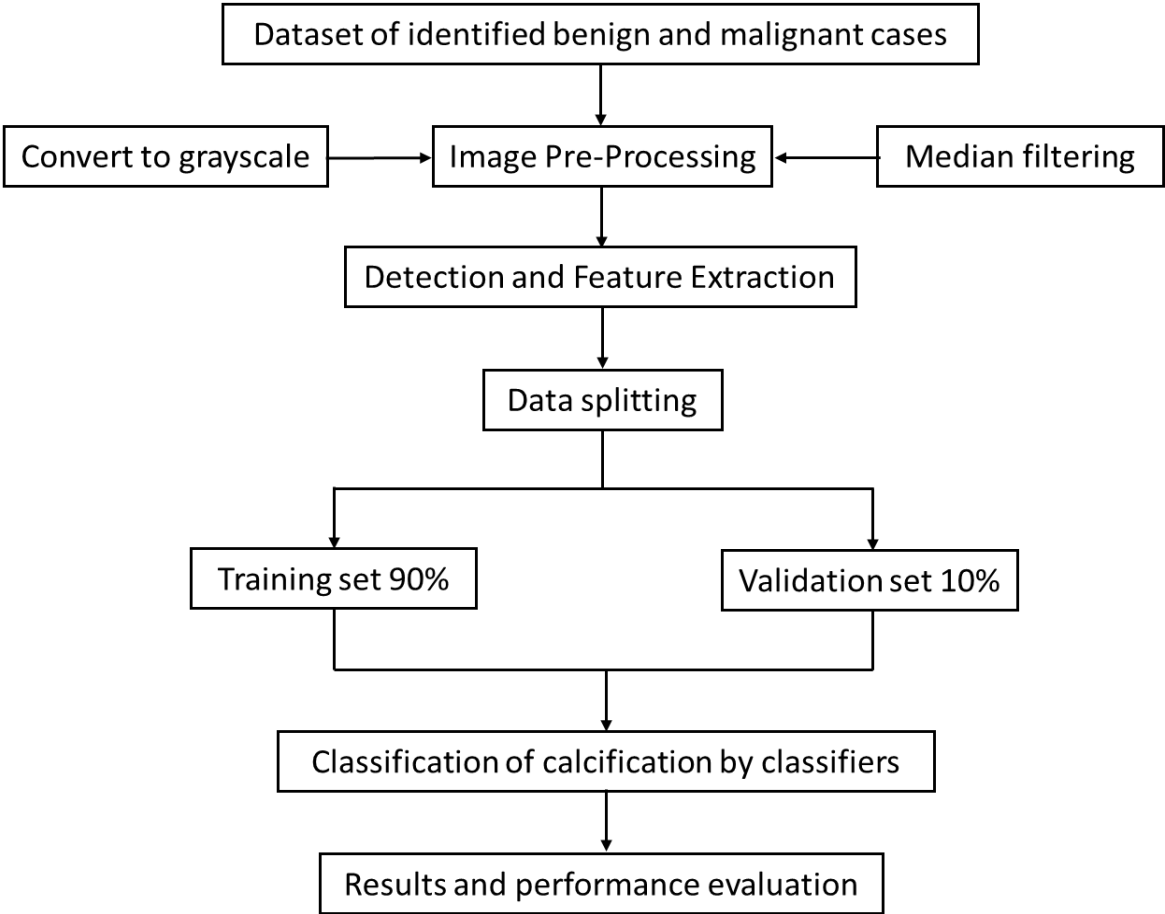 Dataset of identified benign and malignant cases
Convert to grayscale
Image Pre-Processing
Median filtering
Detection and Feature Extraction
Data splitting
Training set 90%
Validation set 10%
Classification of calcification by classifiers
Results and performance evaluation